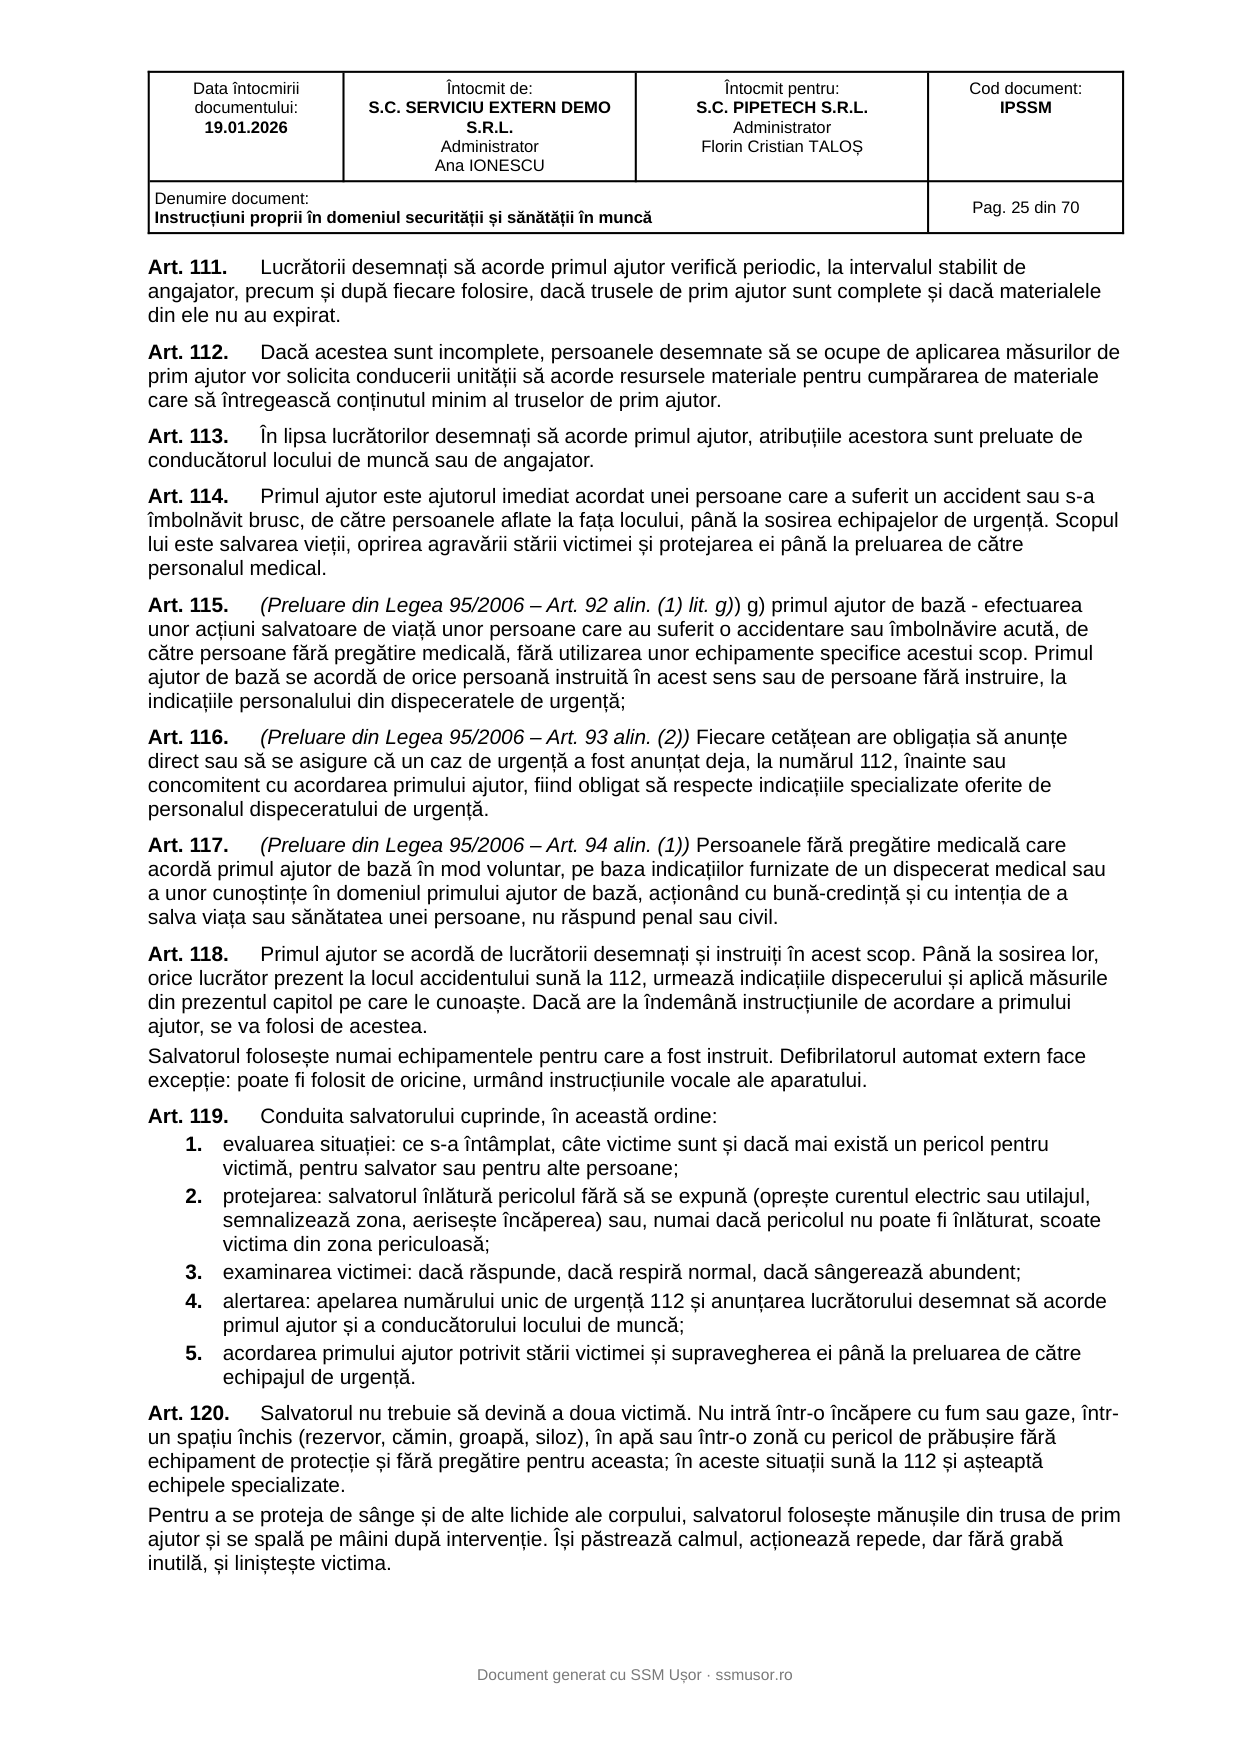 Data întocmirii
documentului:
19.01.2026
Întocmit de:
S.C. SERVICIU EXTERN DEMO
S.R.L.
Administrator
Ana IONESCU
Întocmit pentru:
S.C. PIPETECH S.R.L.
Administrator
Florin Cristian TALOȘ
Cod document:
IPSSM
Denumire document:
Instrucțiuni proprii în domeniul securității și sănătății în muncă
Pag. 25 din 70
Art. 111. Lucrătorii desemnați să acorde primul ajutor verifică periodic, la intervalul stabilit de
angajator, precum și după fiecare folosire, dacă trusele de prim ajutor sunt complete și dacă materialele
din ele nu au expirat.
Art. 112. Dacă acestea sunt incomplete, persoanele desemnate să se ocupe de aplicarea măsurilor de
prim ajutor vor solicita conducerii unității să acorde resursele materiale pentru cumpărarea de materiale
care să întregească conținutul minim al truselor de prim ajutor.
Art. 113. În lipsa lucrătorilor desemnați să acorde primul ajutor, atribuțiile acestora sunt preluate de
conducătorul locului de muncă sau de angajator.
Art. 114. Primul ajutor este ajutorul imediat acordat unei persoane care a suferit un accident sau s-a
îmbolnăvit brusc, de către persoanele aflate la fața locului, până la sosirea echipajelor de urgență. Scopul
lui este salvarea vieții, oprirea agravării stării victimei și protejarea ei până la preluarea de către
personalul medical.
Art. 115. (Preluare din Legea 95/2006 – Art. 92 alin. (1) lit. g)) g) primul ajutor de bază - efectuarea
unor acțiuni salvatoare de viață unor persoane care au suferit o accidentare sau îmbolnăvire acută, de
către persoane fără pregătire medicală, fără utilizarea unor echipamente specifice acestui scop. Primul
ajutor de bază se acordă de orice persoană instruită în acest sens sau de persoane fără instruire, la
indicațiile personalului din dispeceratele de urgență;
Art. 116. (Preluare din Legea 95/2006 – Art. 93 alin. (2)) Fiecare cetățean are obligația să anunțe
direct sau să se asigure că un caz de urgență a fost anunțat deja, la numărul 112, înainte sau
concomitent cu acordarea primului ajutor, fiind obligat să respecte indicațiile specializate oferite de
personalul dispeceratului de urgență.
Art. 117. (Preluare din Legea 95/2006 – Art. 94 alin. (1)) Persoanele fără pregătire medicală care
acordă primul ajutor de bază în mod voluntar, pe baza indicațiilor furnizate de un dispecerat medical sau
a unor cunoștințe în domeniul primului ajutor de bază, acționând cu bună-credință și cu intenția de a
salva viața sau sănătatea unei persoane, nu răspund penal sau civil.
Art. 118. Primul ajutor se acordă de lucrătorii desemnați și instruiți în acest scop. Până la sosirea lor,
orice lucrător prezent la locul accidentului sună la 112, urmează indicațiile dispecerului și aplică măsurile
din prezentul capitol pe care le cunoaște. Dacă are la îndemână instrucțiunile de acordare a primului
ajutor, se va folosi de acestea.
Salvatorul folosește numai echipamentele pentru care a fost instruit. Defibrilatorul automat extern face
excepție: poate fi folosit de oricine, urmând instrucțiunile vocale ale aparatului.
Art. 119. Conduita salvatorului cuprinde, în această ordine:
1. evaluarea situației: ce s-a întâmplat, câte victime sunt și dacă mai există un pericol pentru
victimă, pentru salvator sau pentru alte persoane;
2. protejarea: salvatorul înlătură pericolul fără să se expună (oprește curentul electric sau utilajul,
semnalizează zona, aerisește încăperea) sau, numai dacă pericolul nu poate fi înlăturat, scoate
victima din zona periculoasă;
3. examinarea victimei: dacă răspunde, dacă respiră normal, dacă sângerează abundent;
4. alertarea: apelarea numărului unic de urgență 112 și anunțarea lucrătorului desemnat să acorde
primul ajutor și a conducătorului locului de muncă;
5. acordarea primului ajutor potrivit stării victimei și supravegherea ei până la preluarea de către
echipajul de urgență.
Art. 120. Salvatorul nu trebuie să devină a doua victimă. Nu intră într-o încăpere cu fum sau gaze, într-
un spațiu închis (rezervor, cămin, groapă, siloz), în apă sau într-o zonă cu pericol de prăbușire fără
echipament de protecție și fără pregătire pentru aceasta; în aceste situații sună la 112 și așteaptă
echipele specializate.
Pentru a se proteja de sânge și de alte lichide ale corpului, salvatorul folosește mănușile din trusa de prim
ajutor și se spală pe mâini după intervenție. Își păstrează calmul, acționează repede, dar fără grabă
inutilă, și liniștește victima.
Document generat cu SSM Ușor · ssmusor.ro